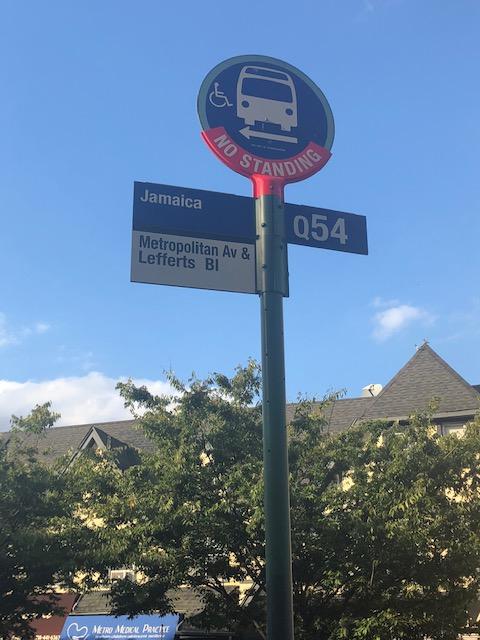 NO STANDING
Jamaica
Q54
Metropolitan Av &
Lefferts Bl
METRO MEDICAL PRACTICE